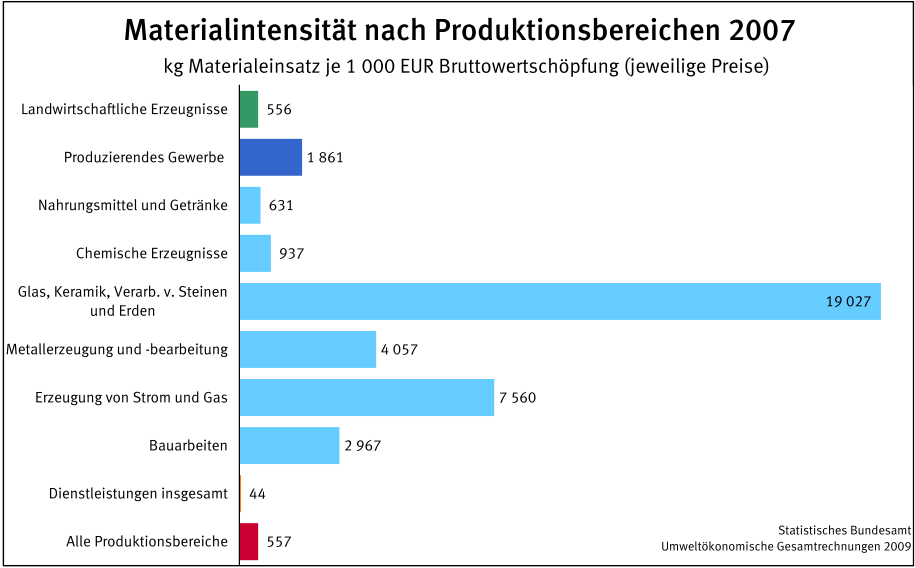 Materialintensität nach Produktionsbereichen 2007
kg Materialeinsatz je 1 000 EUR Bruttowertschöpfung (jeweilige Preise)
Landwirtschaftliche Erzeugnisse 556
Produzierendes Gewerbe 1 861
Nahrungsmittel und Getränke 631
Chemische Erzeugnisse 937
Glas, Keramik, Verarb. v. Steinen
und Erden 19 027
Metallerzeugung und -bearbeitung 4 057
Erzeugung von Strom und Gas 7 560
Bauarbeiten 2 967
Dienstleistungen insgesamt 44
Alle Produktionsbereiche 557
Statistisches Bundesamt
Umweltökonomische Gesamtrechnungen 2009